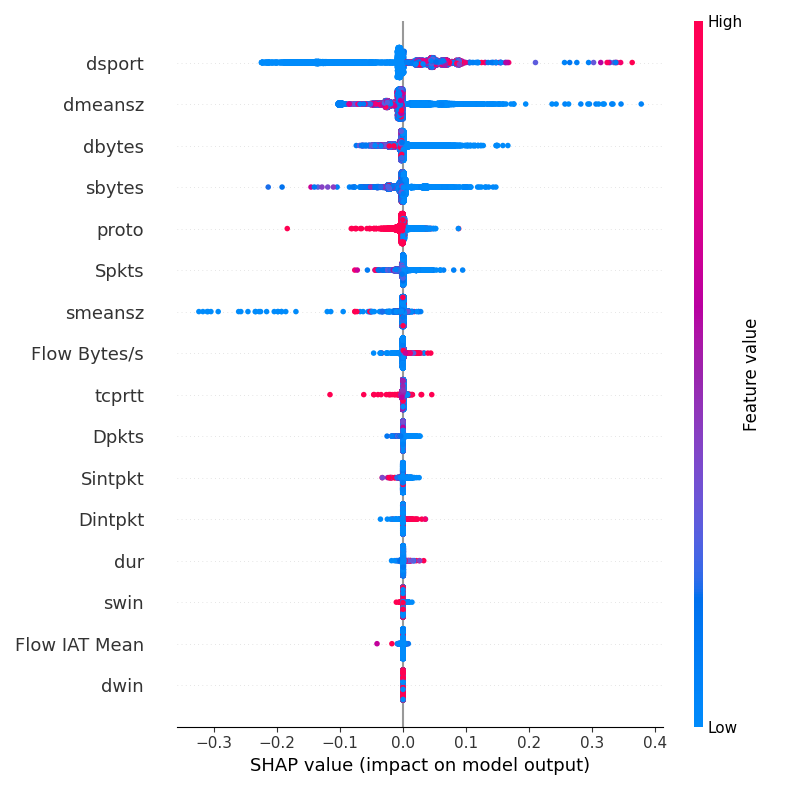 High
dsport
dmeansz
dbytes
sbytes
proto
Spkts
smeansz
Flow Bytes/s
tcprtt
Dpkts
Sintpkt
Dintpkt
dur
swin
Flow IAT Mean
dwin
Feature value
Low
−0.3 −0.2 −0.1 0.0 0.1 0.2 0.3 0.4
SHAP value (impact on model output)